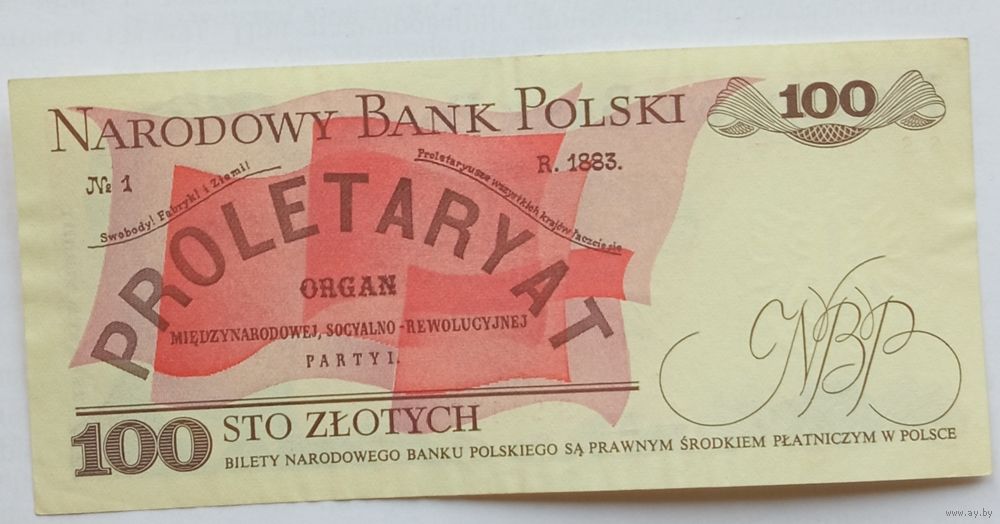 NARODOWY BANK POLSKI
100
№ 1
R. 1883.
Swobody! Fabryk! i Ziemi!
Proletaryusze wszystkich krajów łączcie się
PROLETARYAT
ORGAN
MIĘDZYNARODOWEJ, SOCYALNO-REWOLUCYJNEJ
PARTYI.
NBP
100 STO ZŁOTYCH
BILETY NARODOWEGO BANKU POLSKIEGO SĄ PRAWNYM ŚRODKIEM PŁATNICZYM W POLSCE
www.ay.by